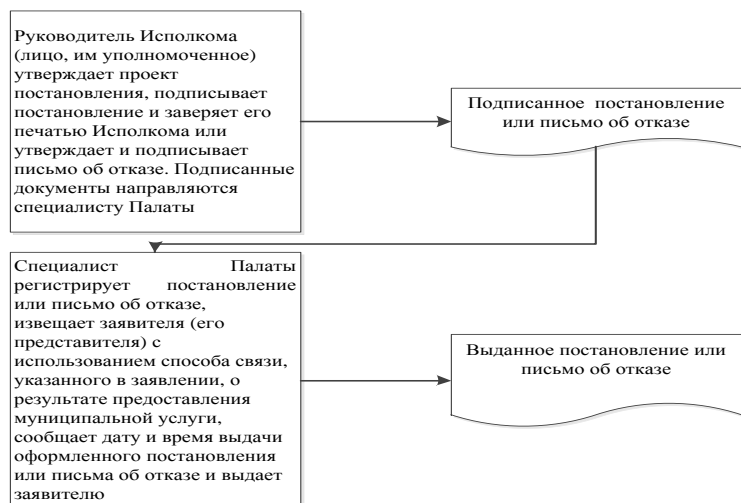 Руководитель Исполкома
(лицо, им уполномоченное)
утверждает проект
постановления, подписывает
постановление и заверяет его
печатью Исполкома или
утверждает и подписывает
письмо об отказе. Подписанные
документы направляются
специалисту Палаты
Подписанное постановление
или письмо об отказе
Специалист Палаты
регистрирует постановление
или письмо об отказе,
извещает заявителя (его
представителя) с
использованием способа связи,
указанного в заявлении, о
результате предоставления
муниципальной услуги,
сообщает дату и время выдачи
оформленного постановления
или письма об отказе и выдает
заявителю
Выданное постановление или
письмо об отказе